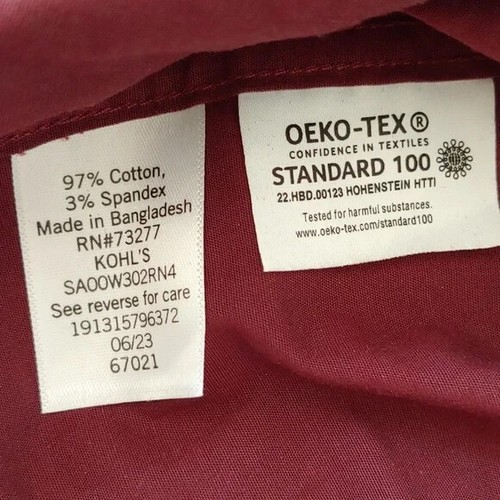 97% Cotton,
3% Spandex
Made in Bangladesh
RN#73277
KOHL'S
SA00W302RN4
See reverse for care
191315796372
06/23
67021
OEKO-TEX®
CONFIDENCE IN TEXTILES
STANDARD 100
22.HBD.00123 HOHENSTEIN HTTI
Tested for harmful substances.
www.oeko-tex.com/standard100